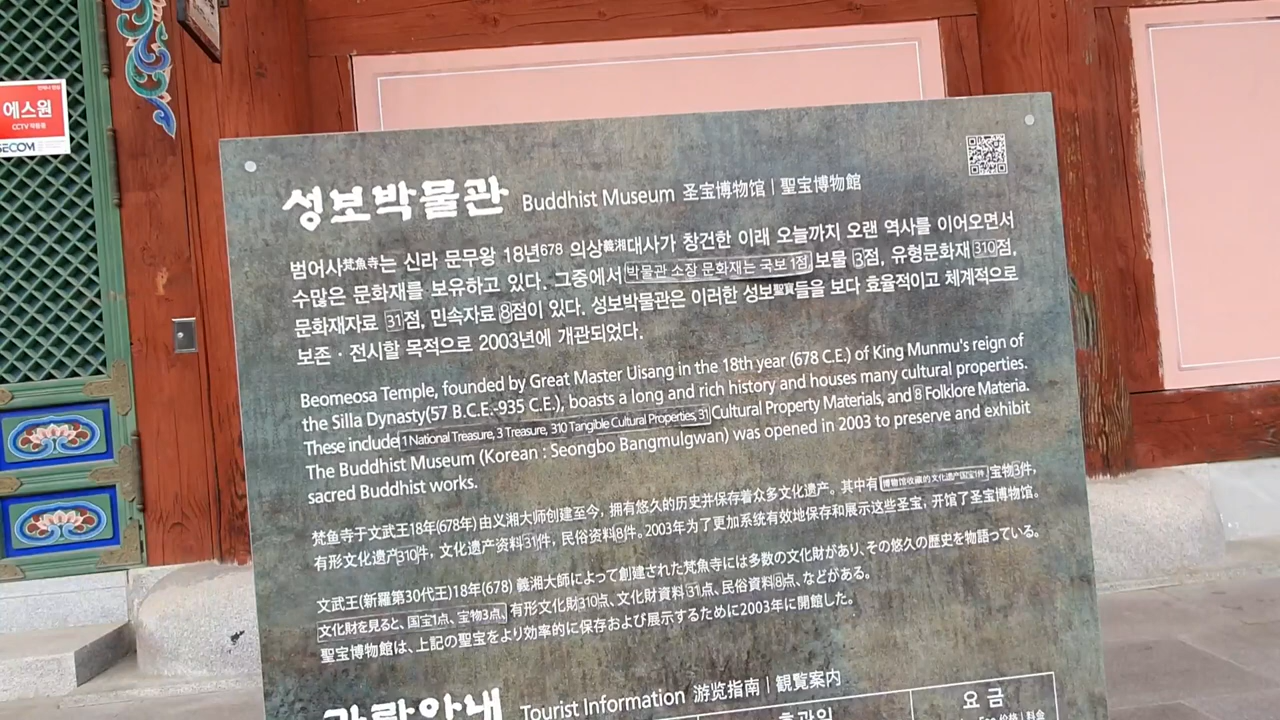 에스원
CCTV 작동중
SECOM
성보박물관 Buddhist Museum 圣宝博物馆 | 聖宝博物館
범어사梵魚寺는 신라 문무왕 18년678 의상義湘대사가 창건한 이래 오늘까지 오랜 역사를 이어오면서
수많은 문화재를 보유하고 있다. 그중에서 박물관 소장 문화재는 국보 1점 보물 3점, 유형문화재 310점,
문화재자료 31점, 민속자료 8점이 있다. 성보박물관은 이러한 성보聖寶들을 보다 효율적이고 체계적으로
보존 · 전시할 목적으로 2003년에 개관되었다.
Beomeosa Temple, founded by Great Master Uisang in the 18th year (678 C.E.) of King Munmu's reign of
the Silla Dynasty(57 B.C.E.-935 C.E.), boasts a long and rich history and houses many cultural properties.
These include 1 National Treasure, 3 Treasure, 310 Tangible Cultural Properties, 31 Cultural Property Materials, and 8 Folklore Materia.
The Buddhist Museum (Korean : Seongbo Bangmulgwan) was opened in 2003 to preserve and exhibit
sacred Buddhist works.
梵鱼寺于文武王18年(678年) 由义湘大师创建至今, 拥有悠久的历史并保存着众多文化遗产。其中有 博物馆收藏的文化遗产国宝1件 宝物3件,
有形文化遗产310件, 文化遗产资料31件, 民俗资料8件。2003年为了更加系统有效地保存和展示这些圣宝, 开馆了圣宝博物馆。
文武王(新羅第30代王)18年(678) 義湘大師によって創建された梵魚寺には多数の文化財があり、その悠久の歴史を物語っている。
文化財を見ると、国宝1点、宝物3点、有形文化財310点、文化財資料31点、民俗資料8点、などがある。
聖宝博物館は、上記の聖宝をより効率的に保存および展示するために2003年に開館した。
관람안내 Tourist Information 游览指南 | 観覧案内
휴관일
요 금
价格 | 料金